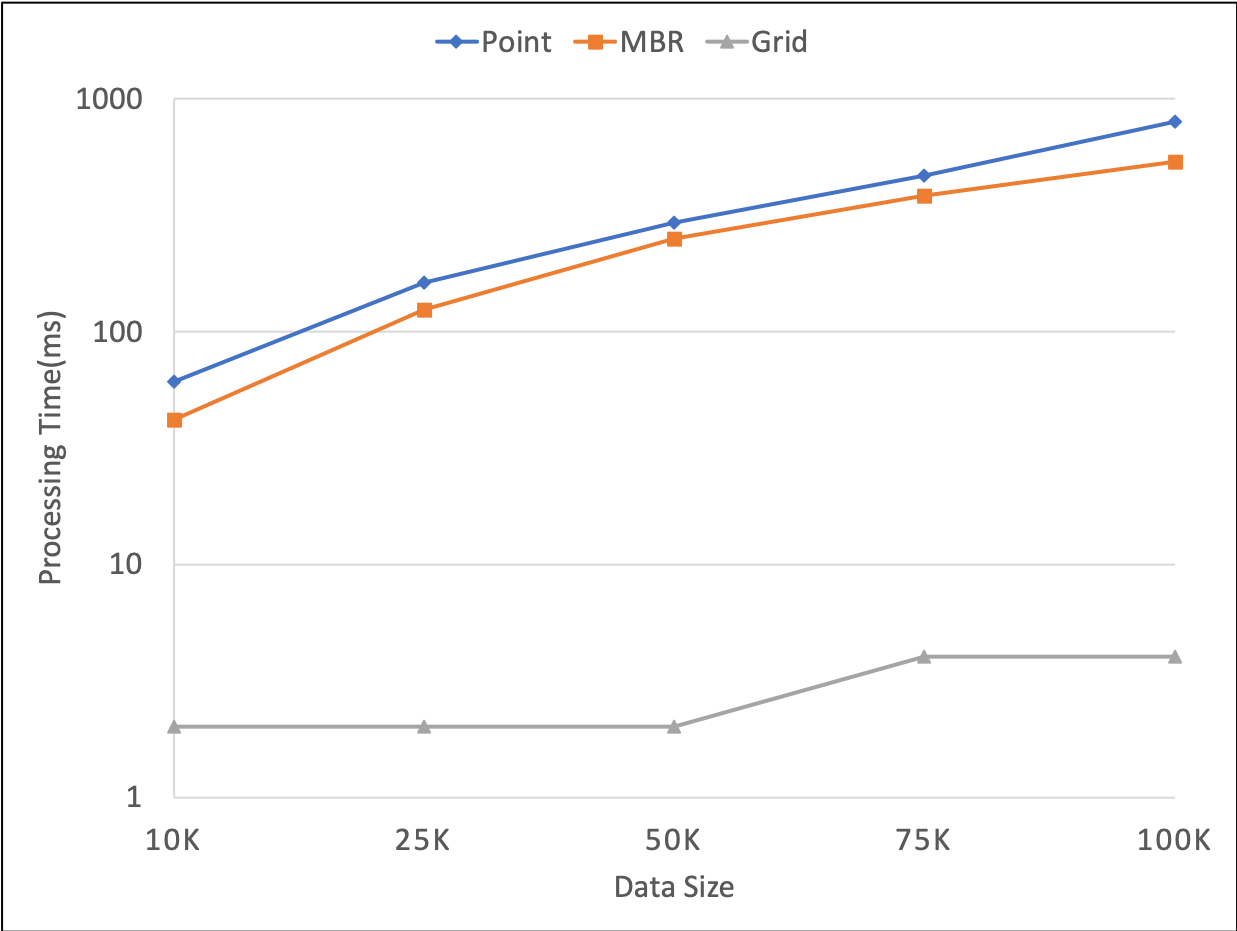 Point MBR Grid
1000
100
10
1
Processing Time(ms)
10K 25K 50K 75K 100K
Data Size